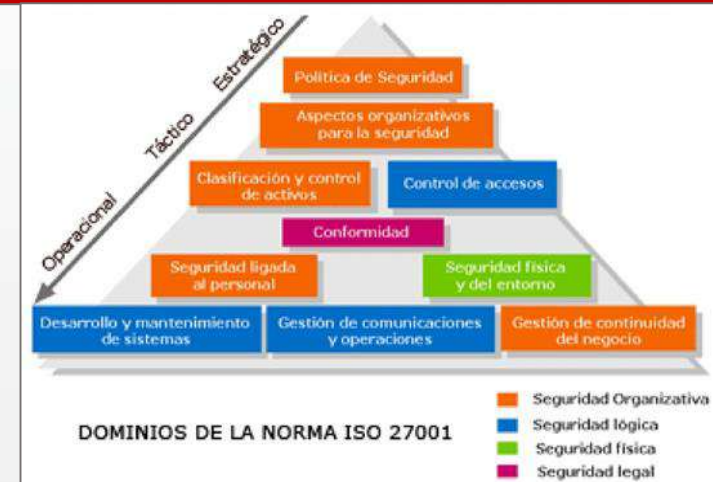 Estratégico
Táctico
Operacional
Política de Seguridad
Aspectos organizativos
para la seguridad
Clasificación y control
de activos
Control de accesos
Conformidad
Seguridad ligada
al personal
Seguridad física
y del entorno
Desarrollo y mantenimiento
de sistemas
Gestión de comunicaciones
y operaciones
Gestión de continuidad
del negocio
DOMINIOS DE LA NORMA ISO 27001
Seguridad Organizativa
Seguridad lógica
Seguridad física
Seguridad legal